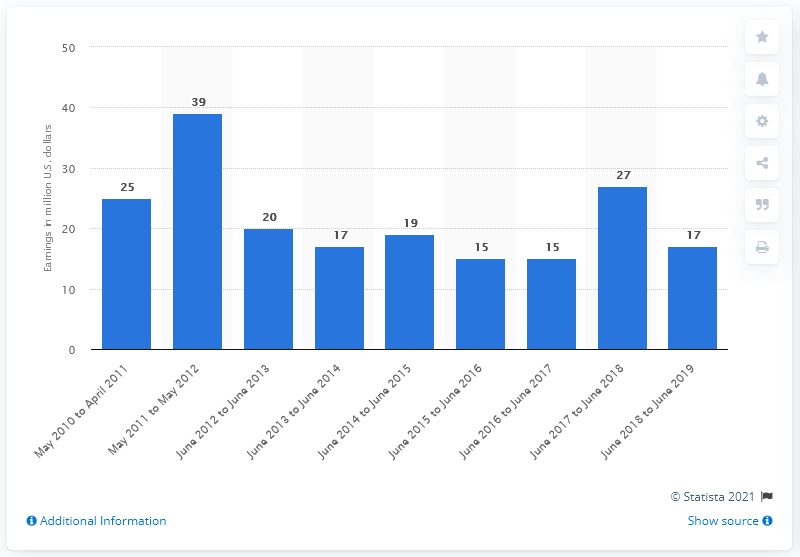 50
40
30
20
10
0
Earnings in million U.S. dollars
25
39
20
17
19
15
15
27
17
May 2010 to April 2011
May 2011 to May 2012
June 2012 to June 2013
June 2013 to June 2014
June 2014 to June 2015
June 2015 to June 2016
June 2016 to June 2017
June 2017 to June 2018
June 2018 to June 2019
© Statista 2021
Additional Information
Show source